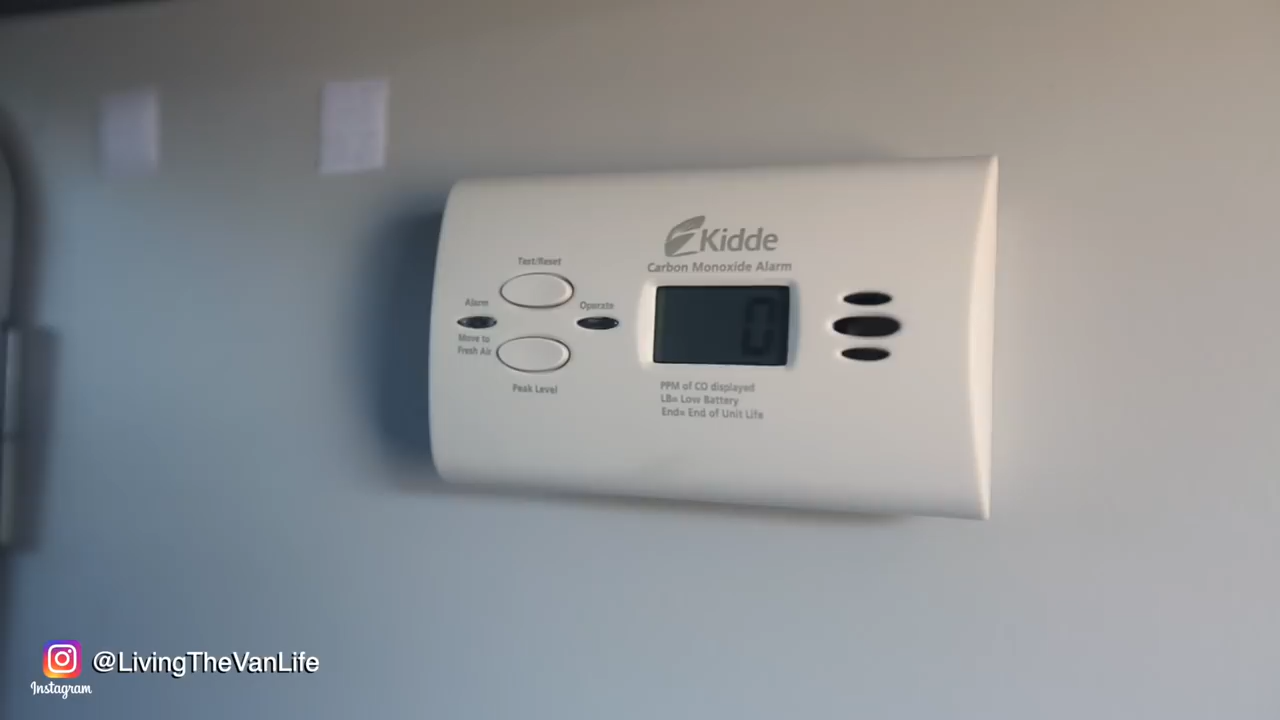 Kidde
Carbon Monoxide Alarm
Test/Reset
Alarm
Operate
Move to
Fresh Air
Peak Level
0
PPM of CO displayed
LB= Low Battery
End= End of Unit Life
@LivingTheVanLife
Instagram